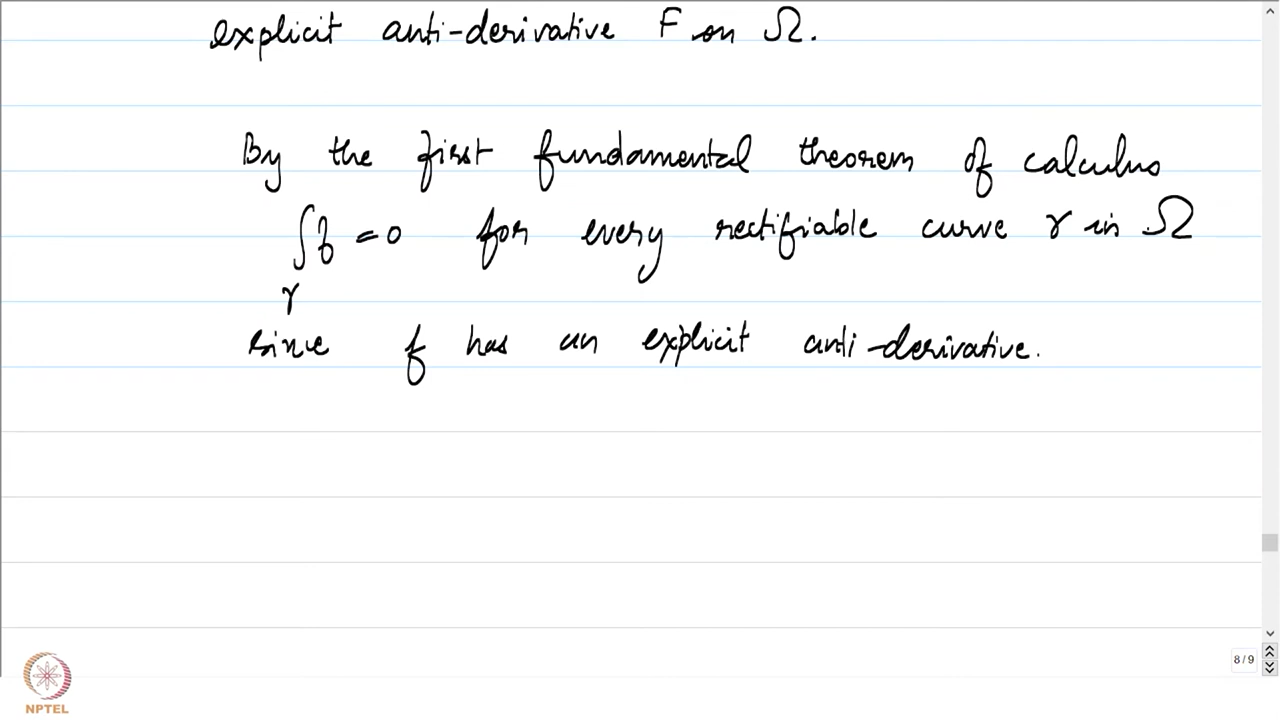 explicit anti-derivative F on Ω.
By the first fundamental theorem of calculus
∫f = 0 for every rectifiable curve γ in Ω
γ
since f has an explicit anti-derivative.
8 / 9
NPTEL